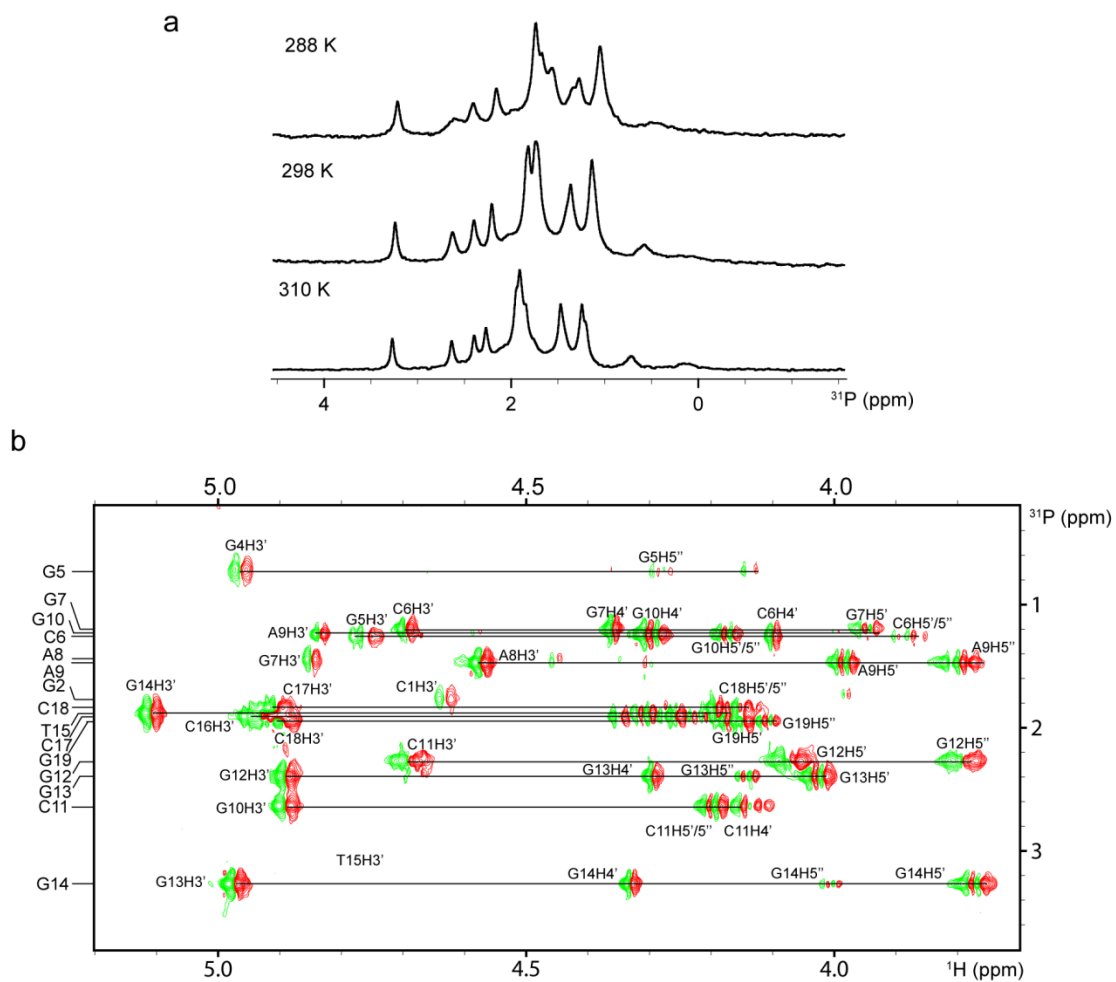 a
288 K
298 K
310 K
4 2 0 ³¹P (ppm)
b
5.0 4.5 4.0
³¹P (ppm)
G5
G7
G10
C6
A8
A9
G2
C18
T15
C17
G19
G12
G13
C11
G14
G4H3' G5H5''
A9H3' G5H3' C6H3' G7H4' G10H4' C6H4' G7H5' C6H5'/5''
G10H5'/5''
G7H3' A8H3' A9H5' A9H5''
G14H3' C17H3' C1H3' C18H5'/5''
C16H3' G19H5''
C18H3' C11H3' G19H5' G12H5' G12H5''
G12H3' G13H4' G13H5'' G13H5'
G10H3'
C11H5'/5'' C11H4'
T15H3'
G13H3' G14H4' G14H5'' G14H5'
1
2
3
5.0 4.5 4.0 ¹H (ppm)